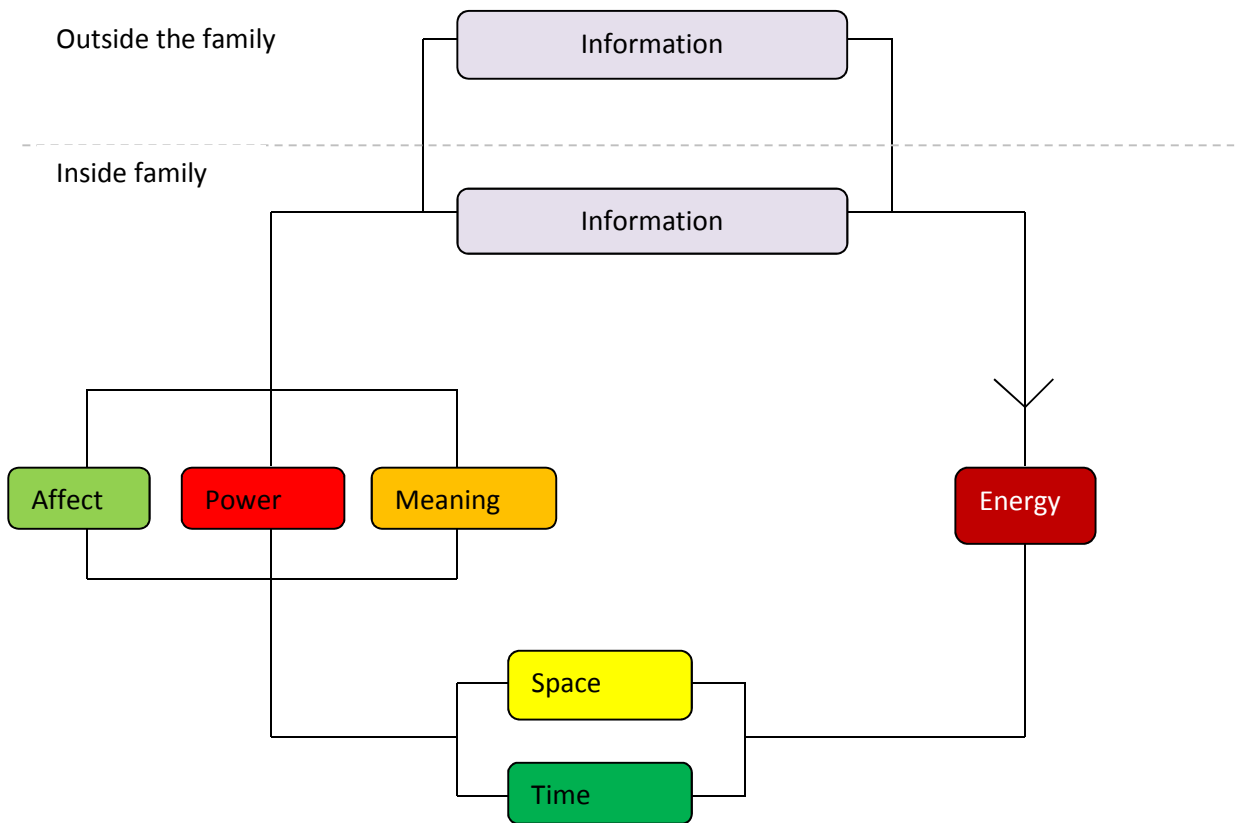 Outside the family
Information
Inside family
Information
Affect
Power
Meaning
Energy
Space
Time